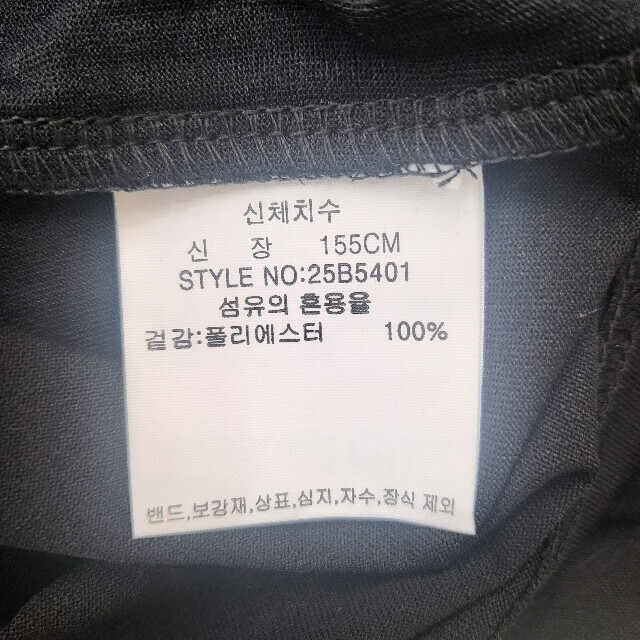 신체치수
신 장 155CM
STYLE NO:25B5401
섬유의 혼용율
겉감:폴리에스터 100%
밴드,보강재,상표,심지,자수,장식 제외